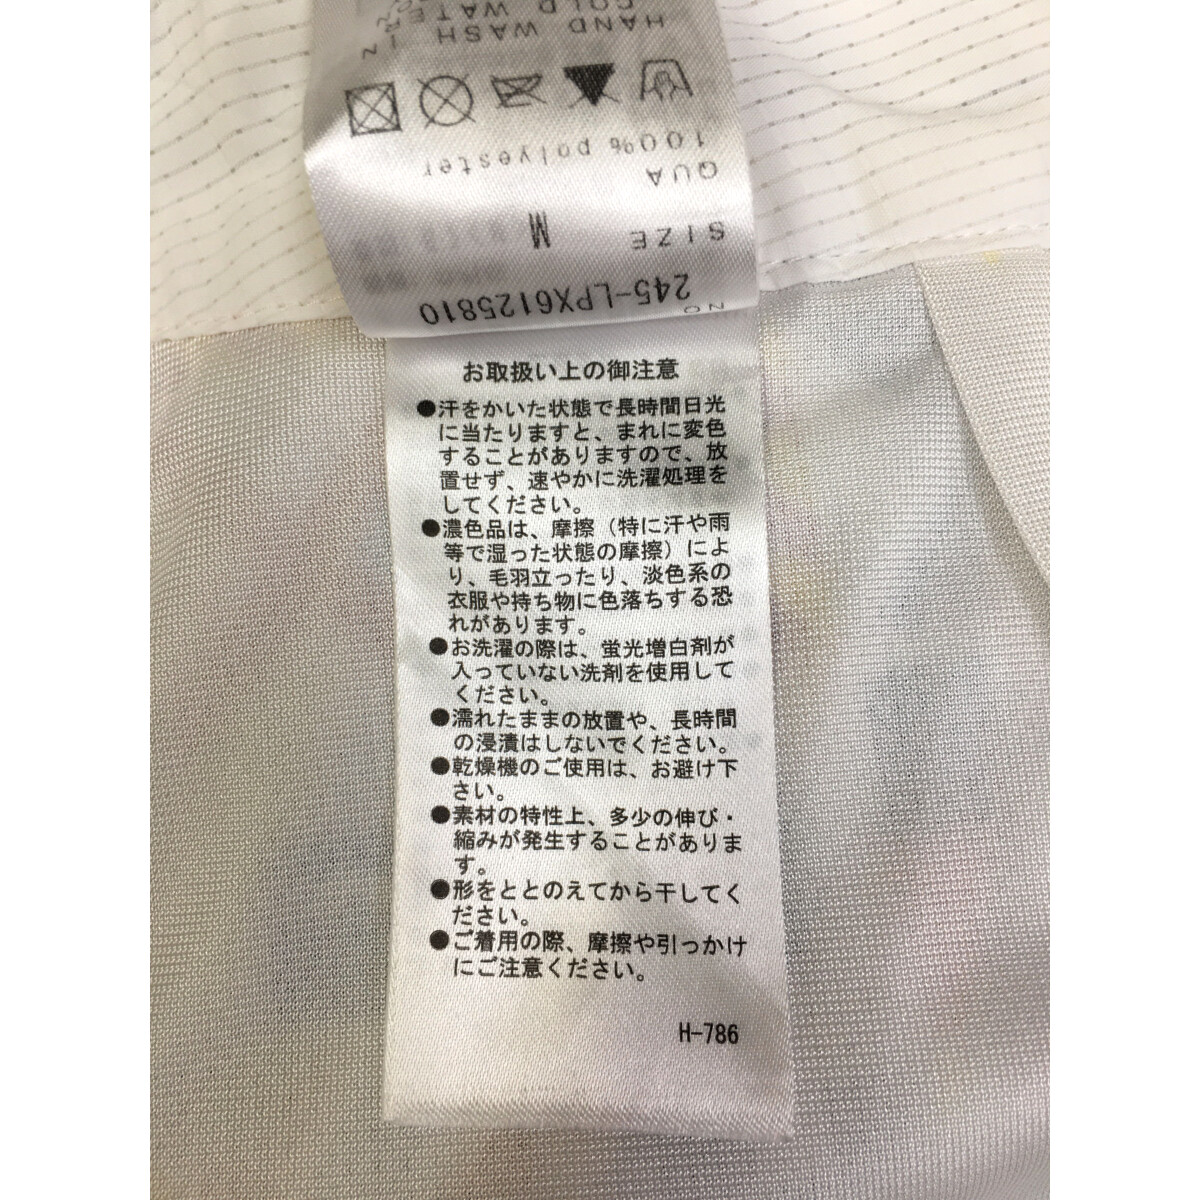 NO
245-LPX6125810
SIZE
M
QUA
100% polyester
HAND WASH
COLD WATE
お取扱い上の御注意
●汗をかいた状態で長時間日光
に当たりますと、まれに変色
することがありますので、放
置せず、速やかに洗濯処理を
してください。
●濃色品は、摩擦（特に汗や雨
等で湿った状態の摩擦）によ
り、毛羽立ったり、淡色系の
衣服や持ち物に色落ちする恐
れがあります。
●お洗濯の際は、蛍光増白剤が
入っていない洗剤を使用して
ください。
●濡れたままの放置や、長時間
の浸漬はしないでください。
●乾燥機のご使用は、お避け下
さい。
●素材の特性上、多少の伸び・
縮みが発生することがありま
す。
●形をととのえてから干してく
ださい。
●ご着用の際、摩擦や引っかけ
にご注意ください。
H-786